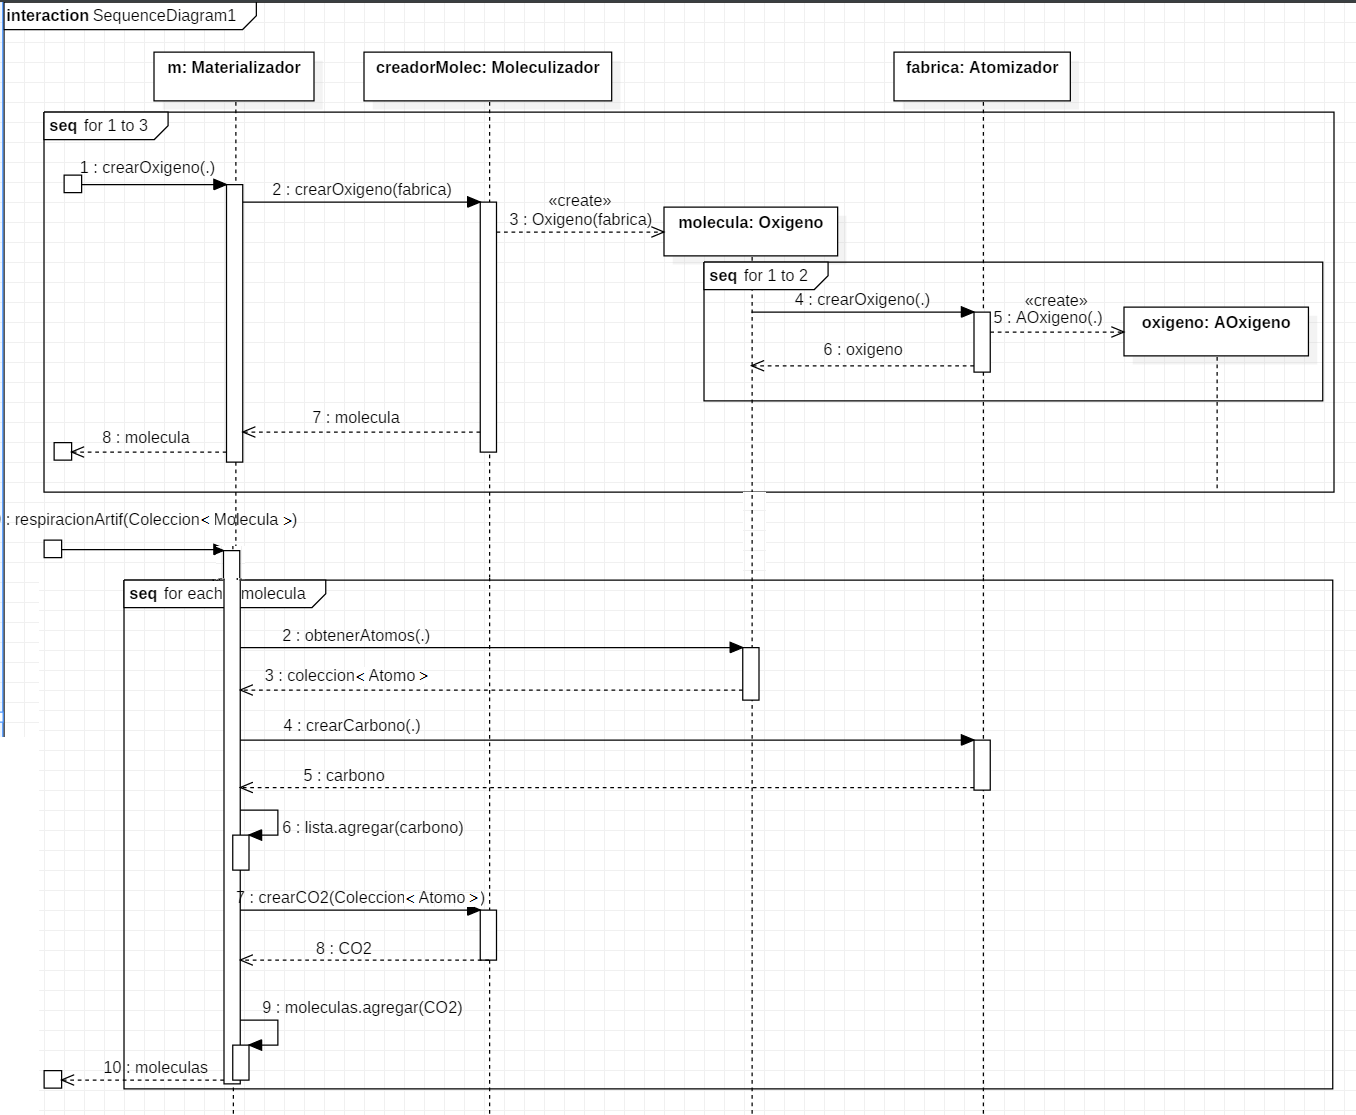 interaction SequenceDiagram1
m: Materializador
creadorMolec: Moleculizador
fabrica: Atomizador
seq for 1 to 3
1 : crearOxigeno(.)
2 : crearOxigeno(fabrica)
«create»
3 : Oxigeno(fabrica)
molecula: Oxigeno
seq for 1 to 2
4 : crearOxigeno(.)
«create»
5 : AOxigeno(.)
oxigeno: AOxigeno
6 : oxigeno
7 : molecula
8 : molecula
: respiracionArtif(Coleccion< Molecula >)
seq for each molecula
2 : obtenerAtomos(.)
3 : coleccion< Atomo >
4 : crearCarbono(.)
5 : carbono
6 : lista.agregar(carbono)
7 : crearCO2(Coleccion< Atomo >)
8 : CO2
9 : moleculas.agregar(CO2)
10 : moleculas